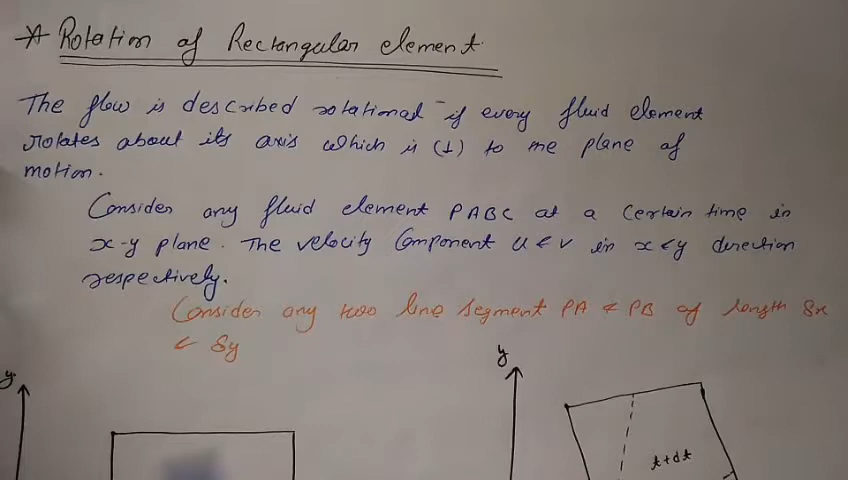 * Rotation of Rectangular element.
The flow is described rotational if every fluid element
rotates about its axis which is (⊥) to the plane of
motion.
Consider any fluid element PABC at a certain time in
x-y plane. The velocity Component u & v in x & y direction
respectively.
Consider any two line segment PA & PB of length δx
& δy
y
y
t+dt